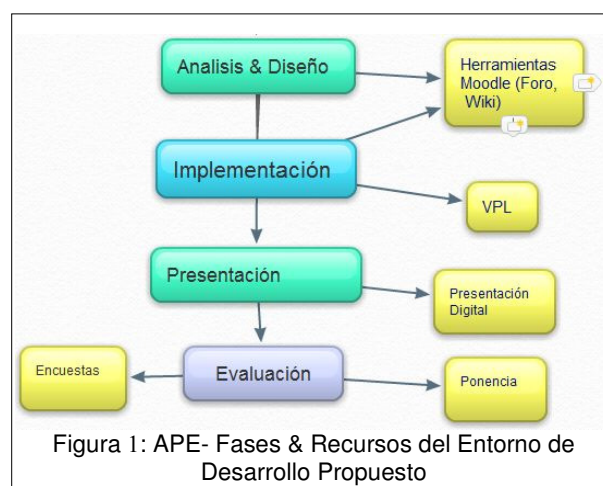 Analisis & Diseño
Herramientas
Moodle (Foro,
Wiki)
Implementación
VPL
Presentación
Presentación
Digital
Encuestas
Evaluación
Ponencia
Figura 1: APE- Fases & Recursos del Entorno de
Desarrollo Propuesto